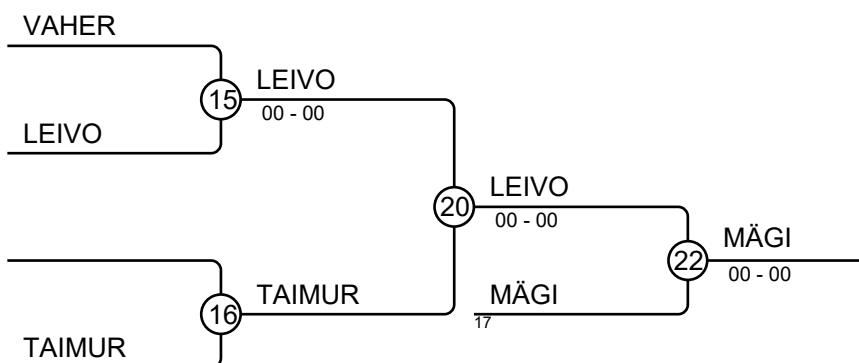 VAHER
15
LEIVO
00 - 00
LEIVO
20
LEIVO
00 - 00
22
MÄGI
00 - 00
16
TAIMUR
MÄGI
17
TAIMUR